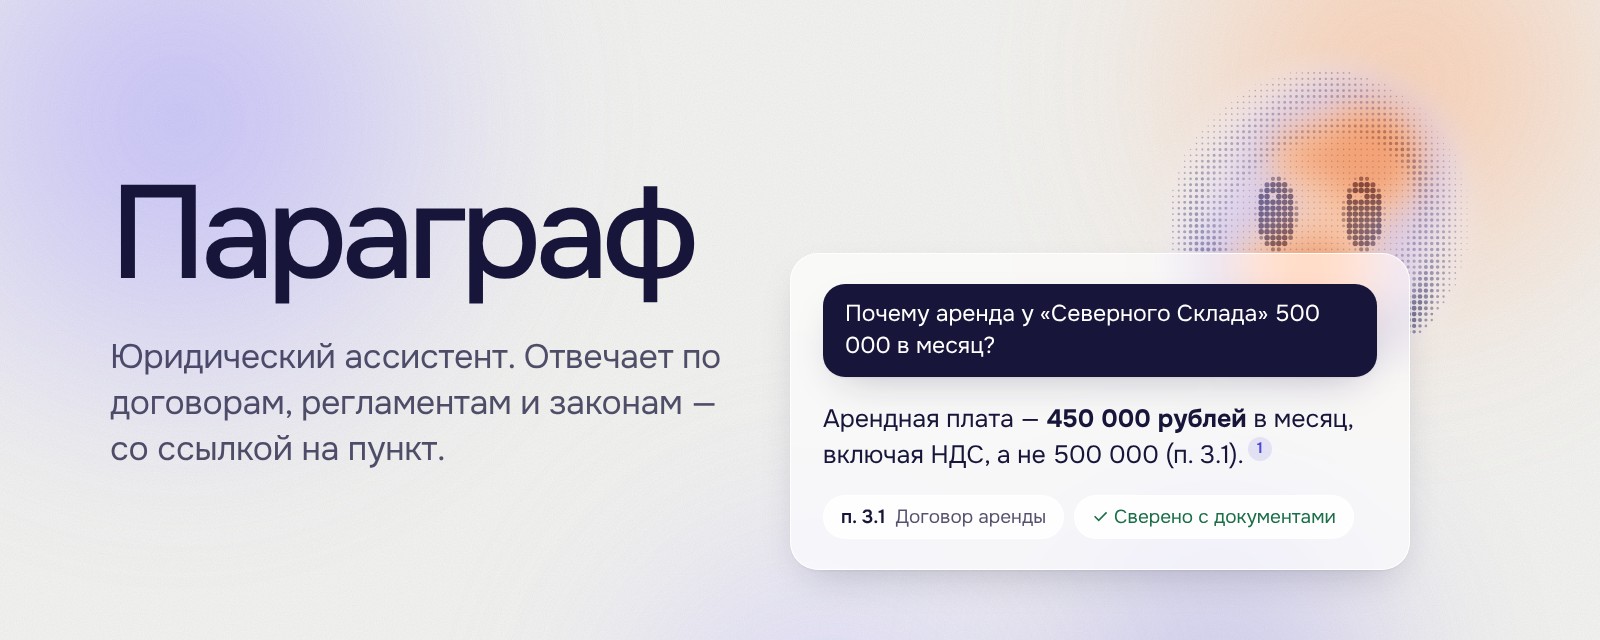 Параграф
Юридический ассистент. Отвечает по
договорам, регламентам и законам —
со ссылкой на пункт.
Почему аренда у «Северного Склада» 500
000 в месяц?
Арендная плата — 450 000 рублей в месяц,
включая НДС, а не 500 000 (п. 3.1). 1
п. 3.1 Договор аренды
✓ Сверено с документами